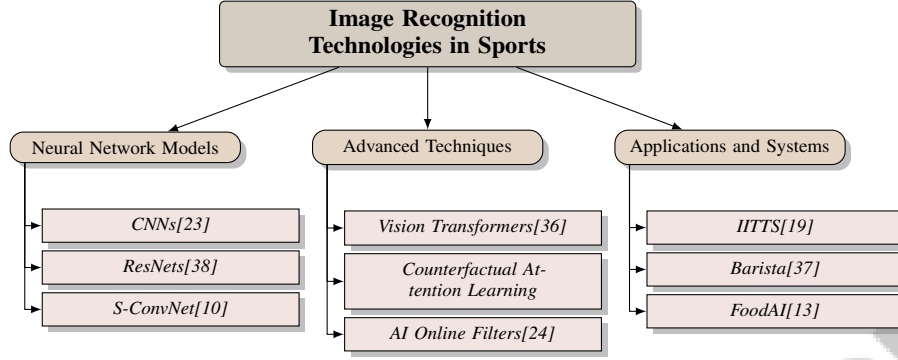 Image Recognition
Technologies in Sports
Neural Network Models
CNNs[23]
ResNets[38]
S-ConvNet[10]
Advanced Techniques
Vision Transformers[36]
Counterfactual At-
tention Learning
AI Online Filters[24]
Applications and Systems
IITTS[19]
Barista[37]
FoodAI[13]